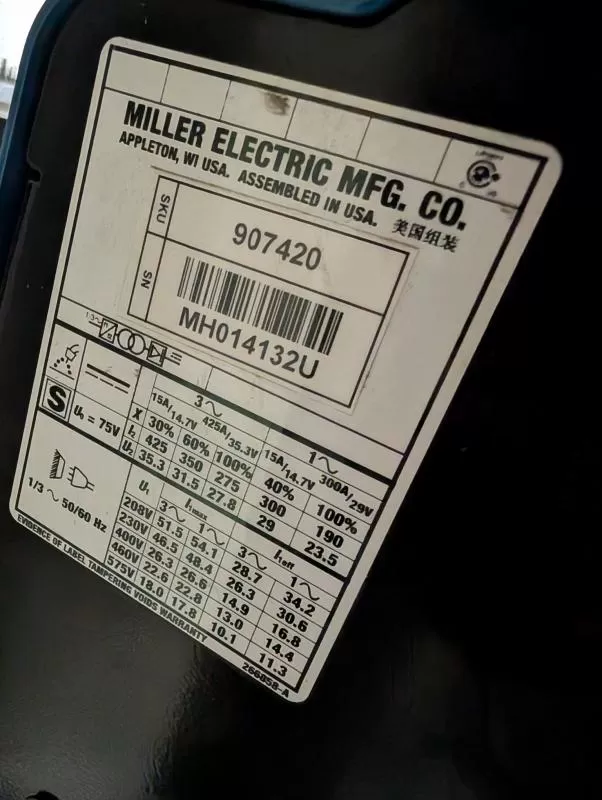 MILLER ELECTRIC MFG. CO.
APPLETON, WI USA. ASSEMBLED IN USA. 美国组装
SKU 907420
SN MH014132U
1/3~
3~ 1~
15A/14.7V 425A/35.3V 15A/14.7V 300A/29V
X 30% 60% 100% 40% 100%
S U₀ = 75V I₂ 425 350 275 300 190
U₂ 35.3 31.5 27.8 29 23.5
U₁ I₁max I₁eff
3~ 1~ 3~ 1~
1/3 ~ 50/60 Hz
208V 51.5 54.1 28.7 34.2
230V 46.5 48.4 26.3 30.6
400V 26.3 26.6 14.9 16.8
460V 22.6 22.8 13.0 14.4
575V 18.0 17.8 10.1 11.3
EVIDENCE OF LABEL TAMPERING VOIDS WARRANTY
266058-A